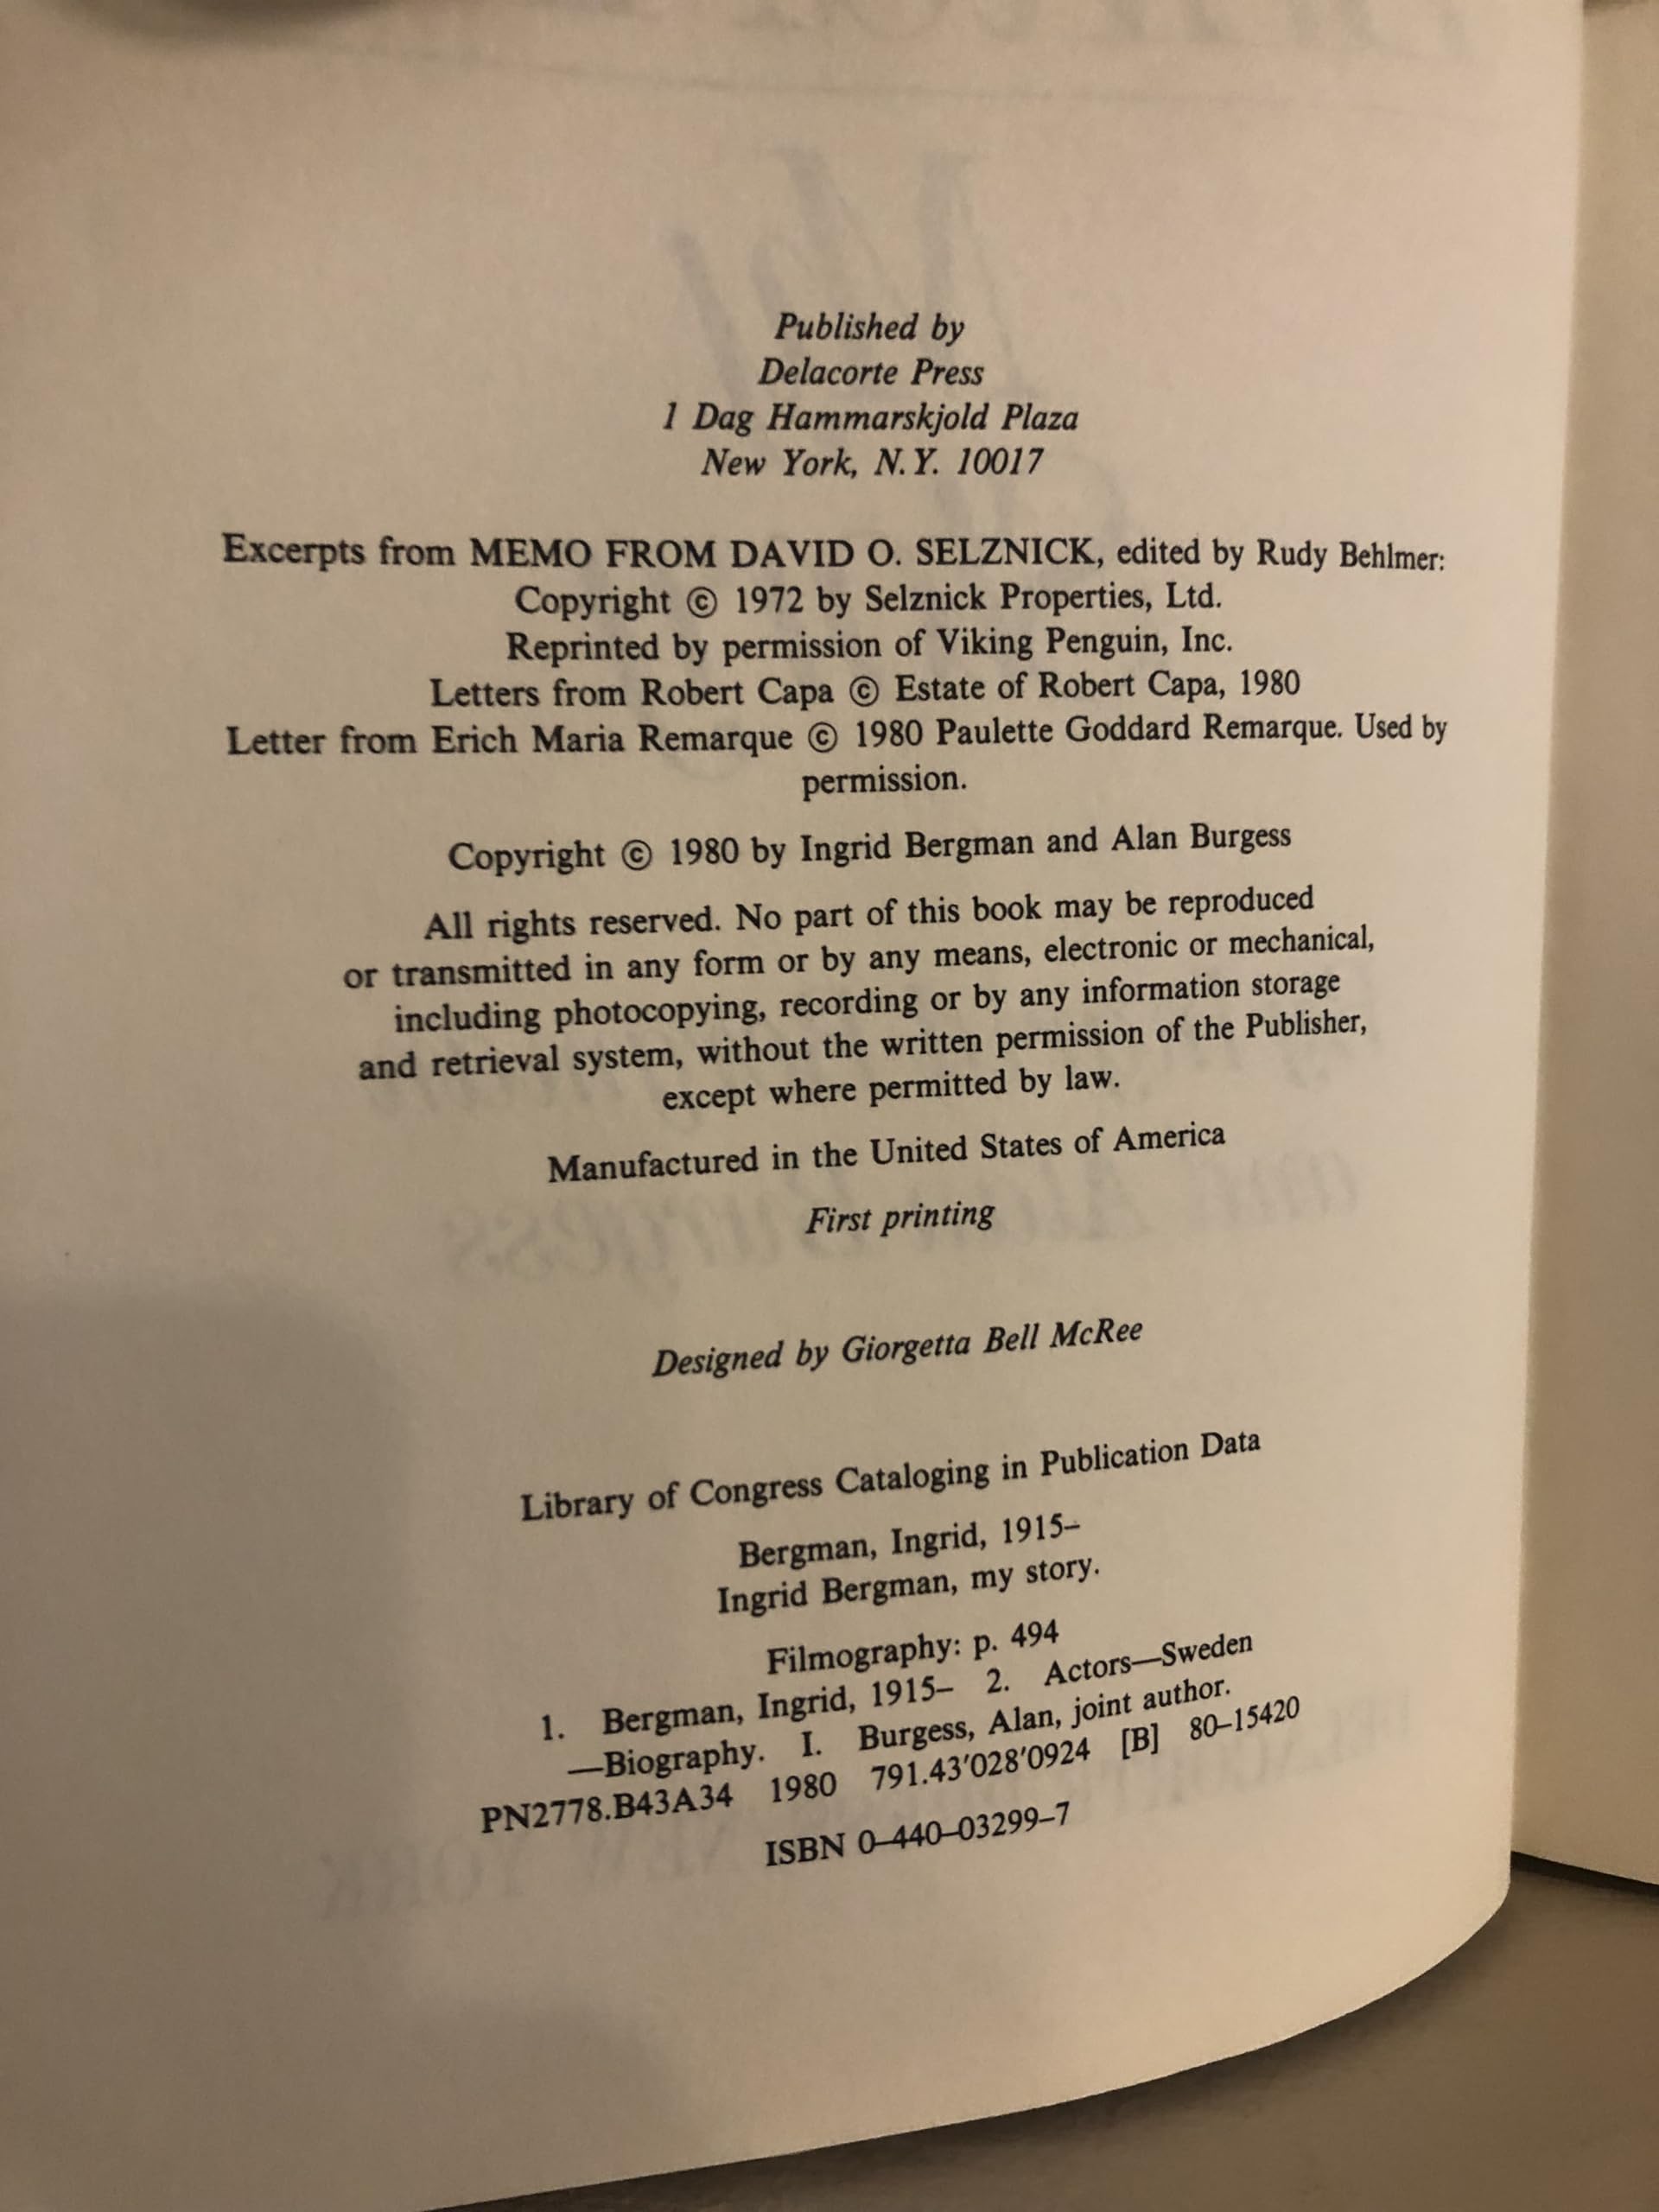 Published by
Delacorte Press
1 Dag Hammarskjold Plaza
New York, N.Y. 10017
Excerpts from MEMO FROM DAVID O. SELZNICK, edited by Rudy Behlmer:
Copyright © 1972 by Selznick Properties, Ltd.
Reprinted by permission of Viking Penguin, Inc.
Letters from Robert Capa © Estate of Robert Capa, 1980
Letter from Erich Maria Remarque © 1980 Paulette Goddard Remarque. Used by
permission.
Copyright © 1980 by Ingrid Bergman and Alan Burgess
All rights reserved. No part of this book may be reproduced
or transmitted in any form or by any means, electronic or mechanical,
including photocopying, recording or by any information storage
and retrieval system, without the written permission of the Publisher,
except where permitted by law.
Manufactured in the United States of America
First printing
Designed by Giorgetta Bell McRee
Library of Congress Cataloging in Publication Data
Bergman, Ingrid, 1915–
Ingrid Bergman, my story.
Filmography: p. 494
1. Bergman, Ingrid, 1915– 2. Actors—Sweden
—Biography. I. Burgess, Alan, joint author.
PN2778.B43A34 1980 791.43'028'0924 [B] 80–15420
ISBN 0–440–03299–7